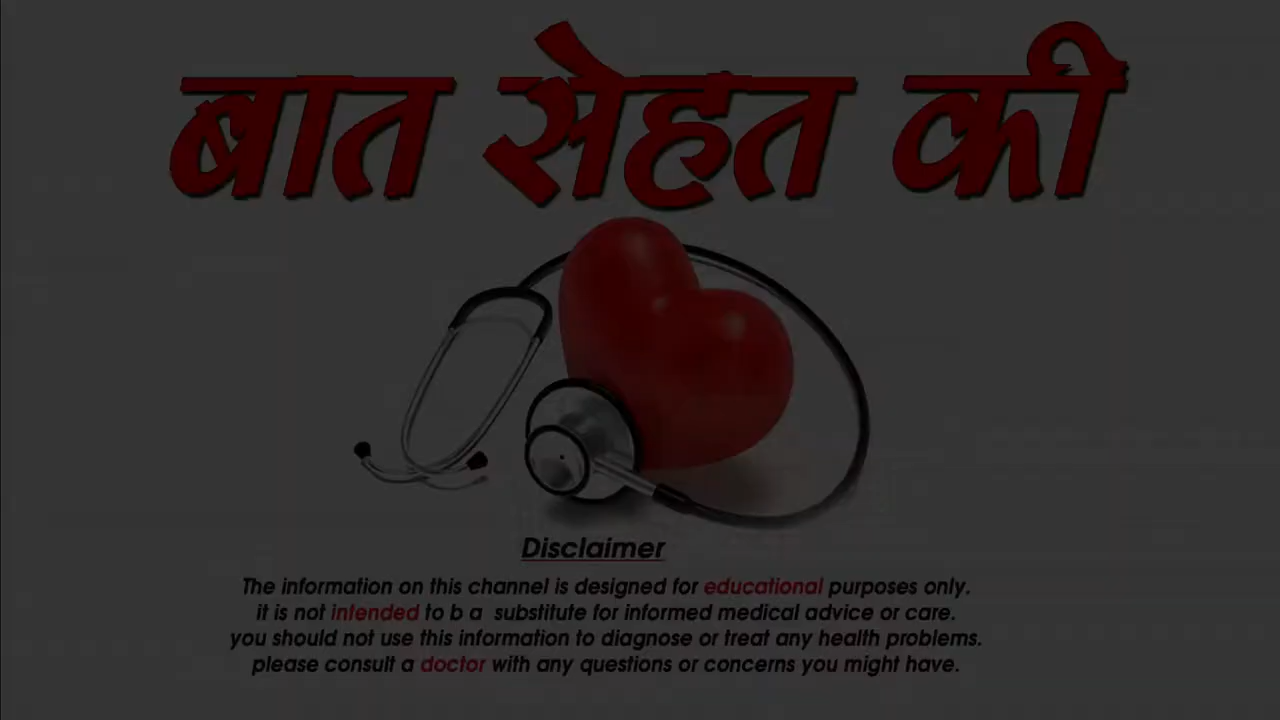 बात सेहत की
Disclaimer
The information on this channel is designed for educational purposes only.
it is not intended to b a substitute for informed medical advice or care.
you should not use this information to diagnose or treat any health problems.
please consult a doctor with any questions or concerns you might have.